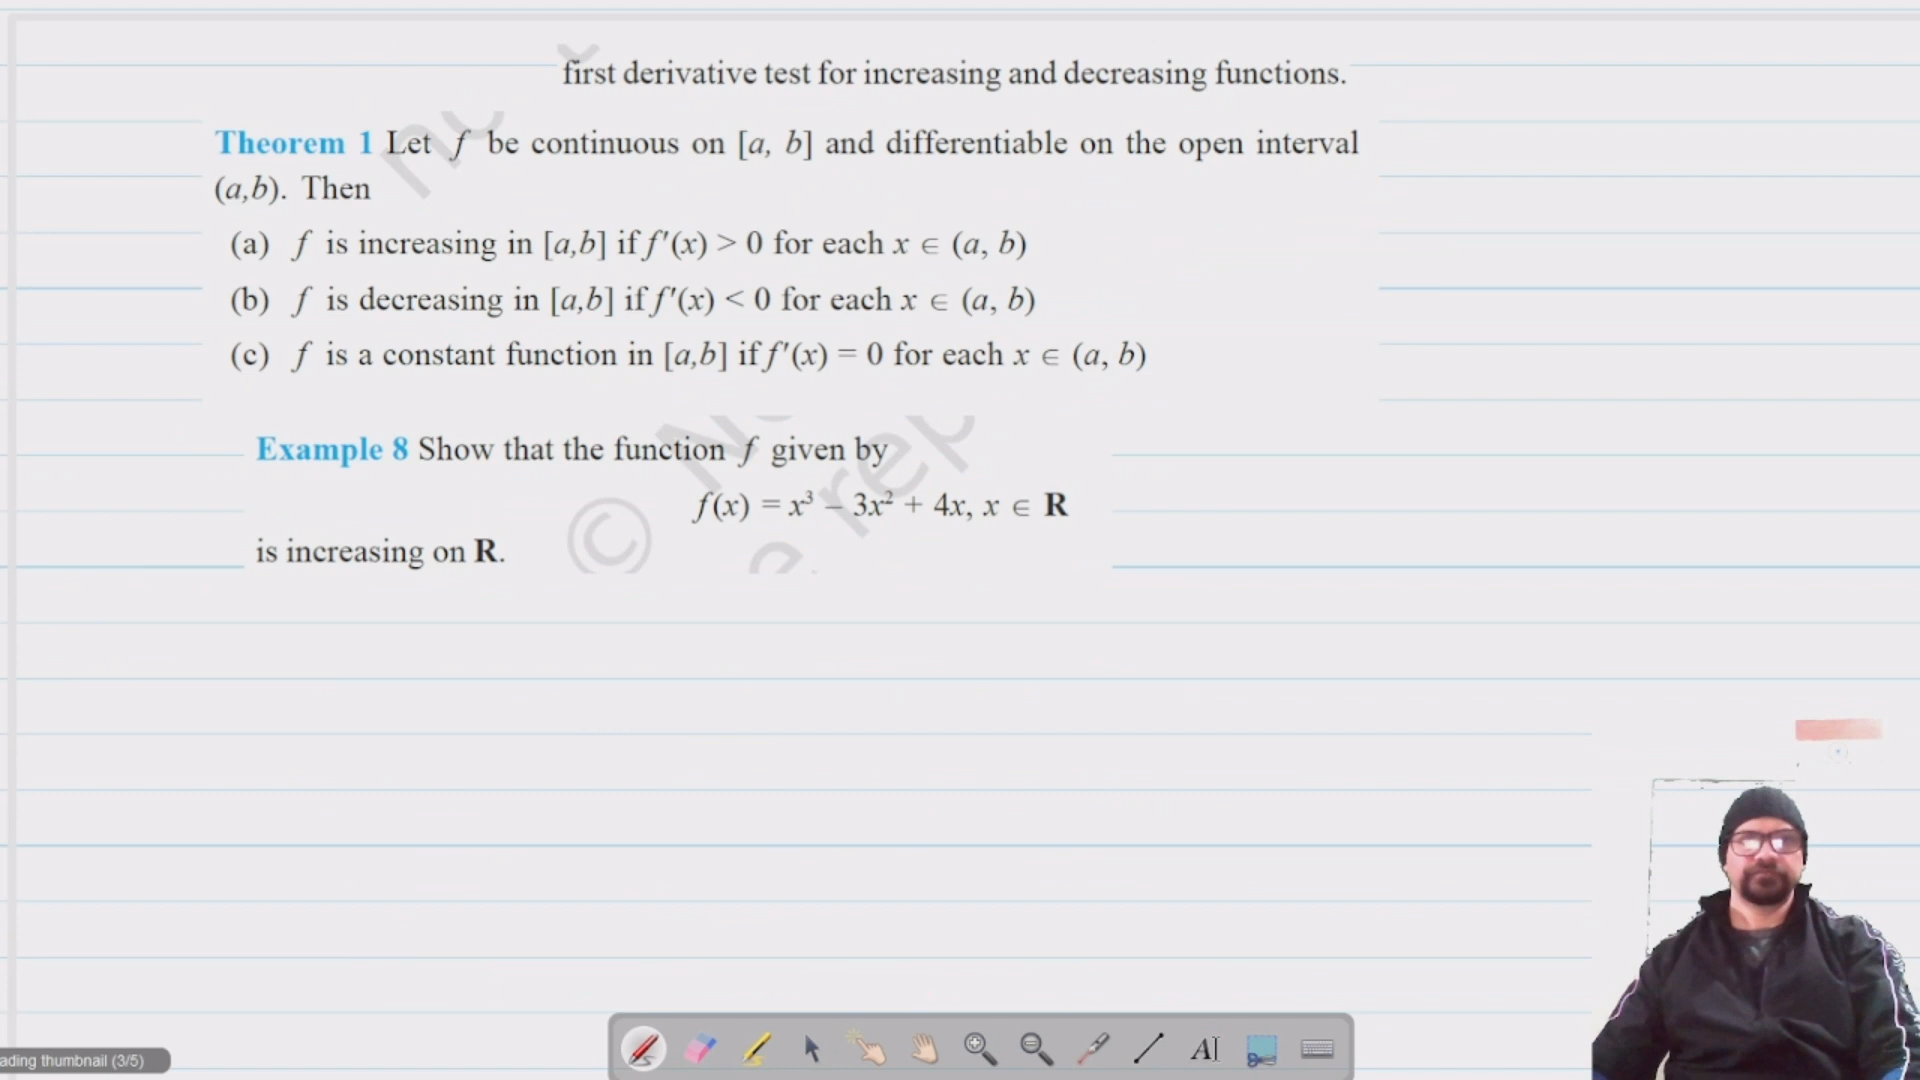 first derivative test for increasing and decreasing functions.
Theorem 1 Let f be continuous on [a, b] and differentiable on the open interval
(a,b). Then
(a) f is increasing in [a,b] if f′(x) > 0 for each x ∈ (a, b)
(b) f is decreasing in [a,b] if f′(x) < 0 for each x ∈ (a, b)
(c) f is a constant function in [a,b] if f′(x) = 0 for each x ∈ (a, b)
Example 8 Show that the function f given by
f(x) = x³ – 3x² + 4x, x ∈ R
is increasing on R.
ading thumbnail (3/5)
AI